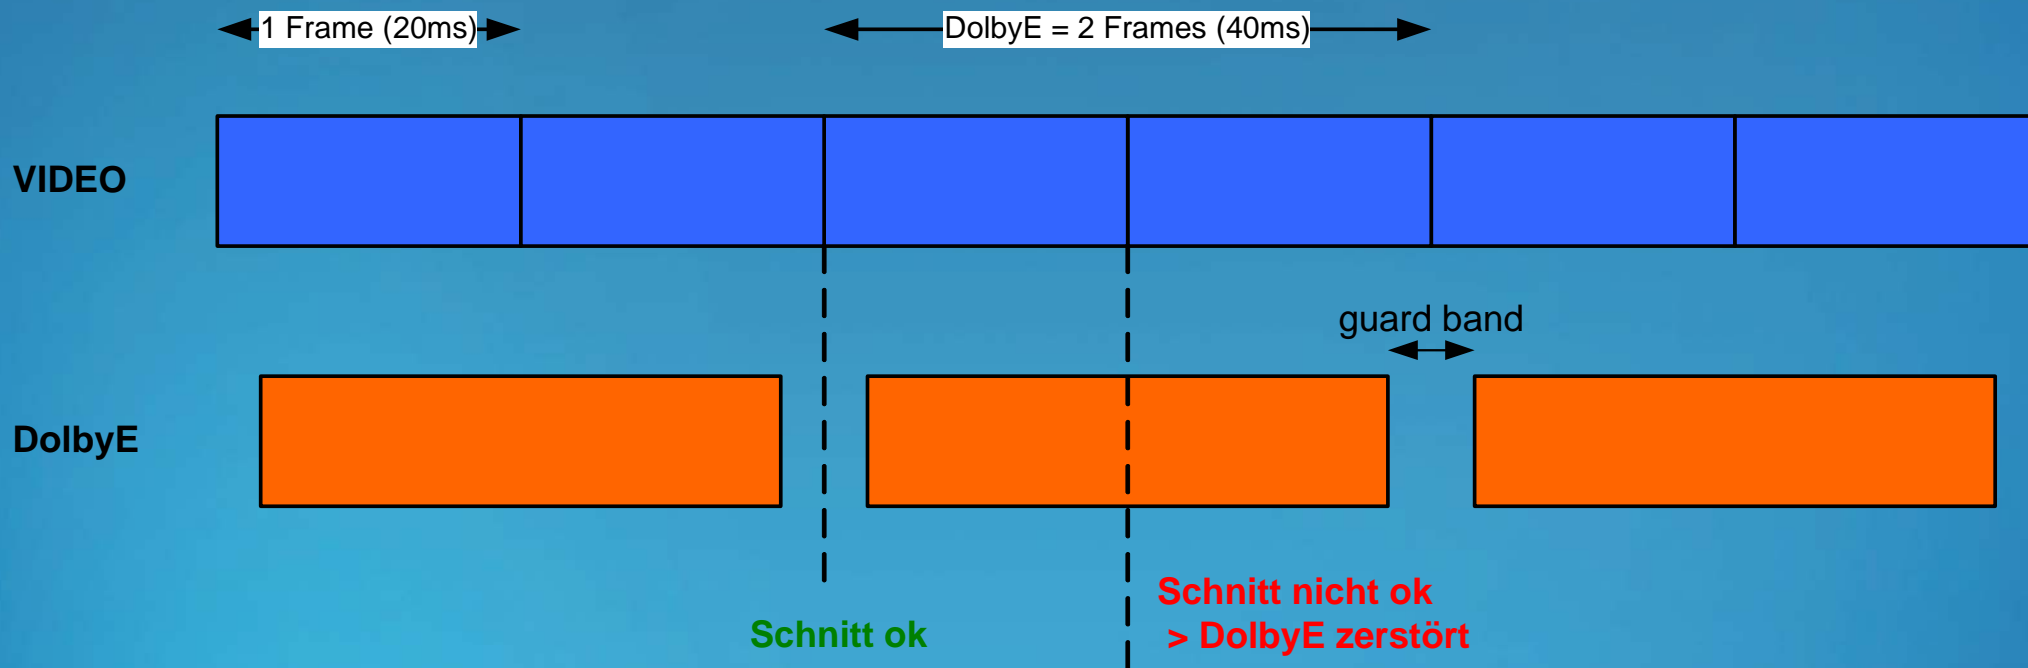 1 Frame (20ms)
DolbyE = 2 Frames (40ms)
VIDEO
guard band
DolbyE
Schnitt ok
Schnitt nicht ok
> DolbyE zerstört